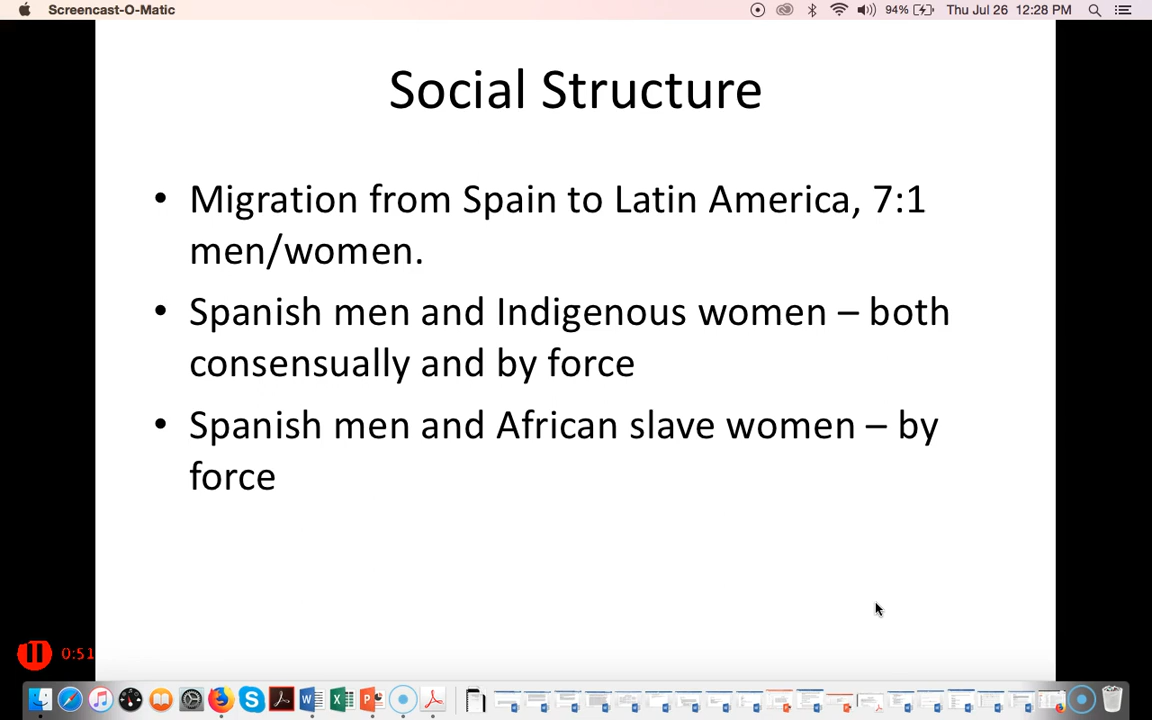 Screencast-O-Matic
94%
Thu Jul 26 12:28 PM
Social Structure
• Migration from Spain to Latin America, 7:1
men/women.
• Spanish men and Indigenous women – both
consensually and by force
• Spanish men and African slave women – by
force
0:51